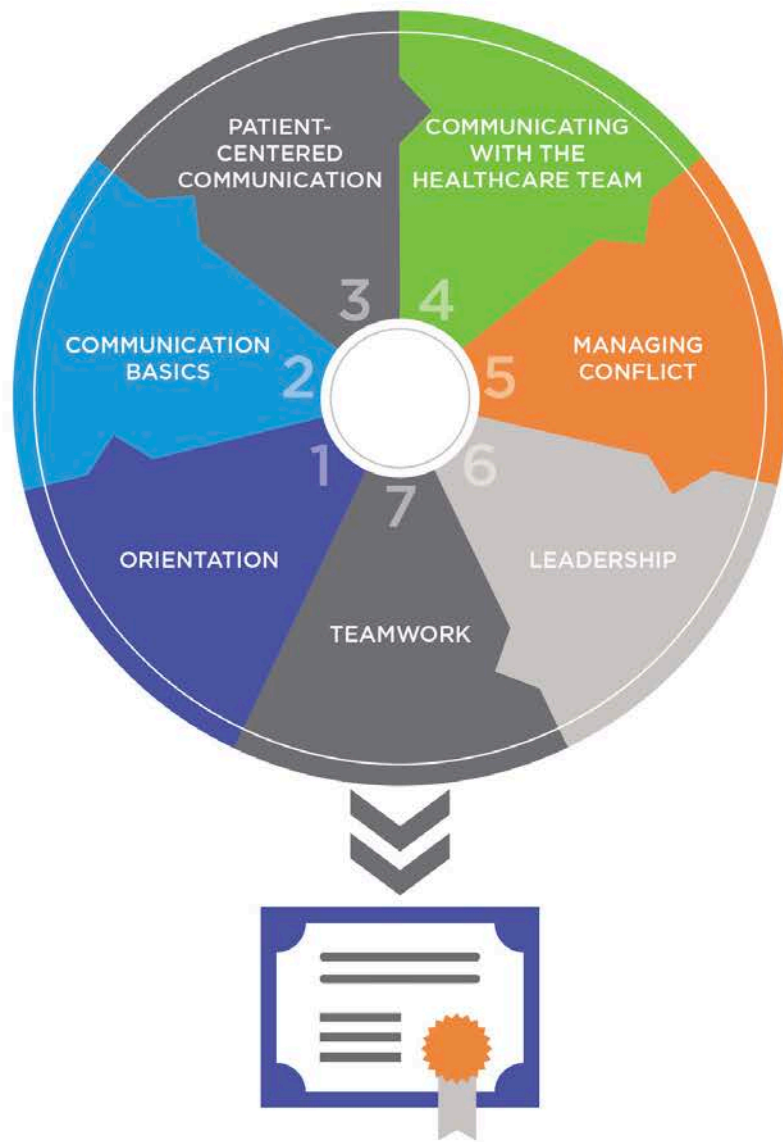 PATIENT-
CENTERED
COMMUNICATION
3
COMMUNICATING
WITH THE
HEALTHCARE TEAM
4
COMMUNICATION
BASICS
2
MANAGING
CONFLICT
5
ORIENTATION
1
LEADERSHIP
6
TEAMWORK
7